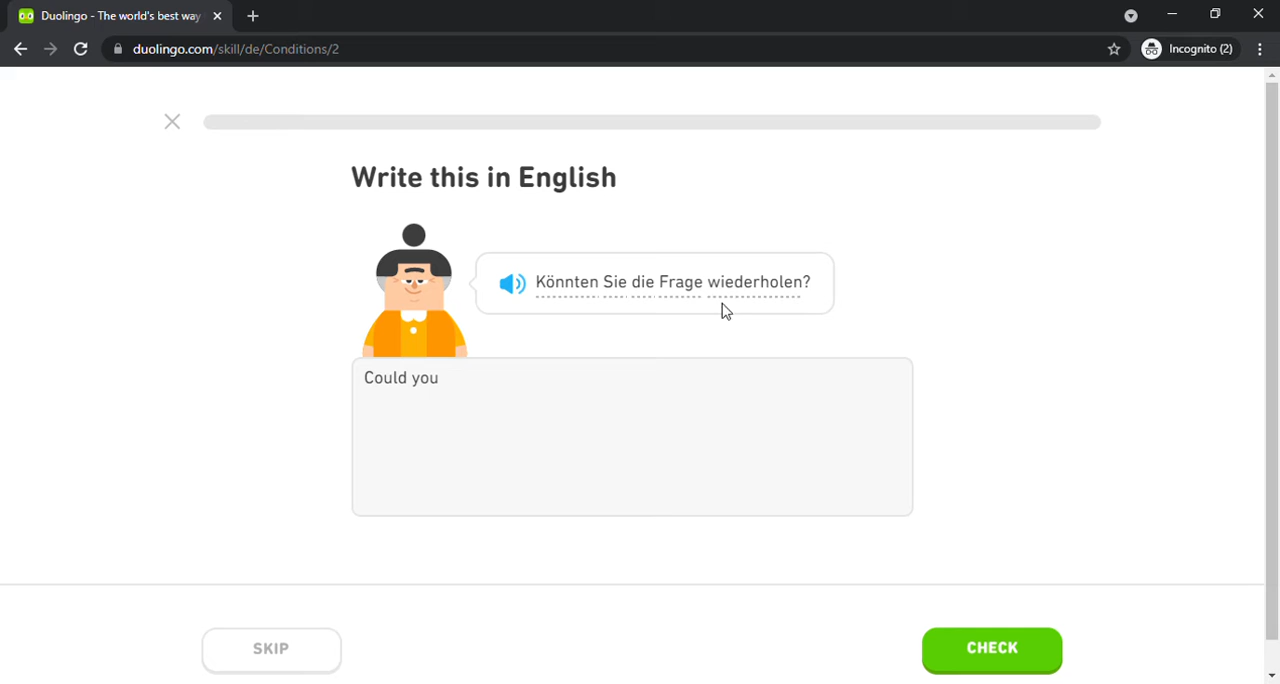 Duolingo - The world's best way
duolingo.com/skill/de/Conditions/2
Incognito (2)
Write this in English
Könnten Sie die Frage wiederholen?
Could you
SKIP
CHECK